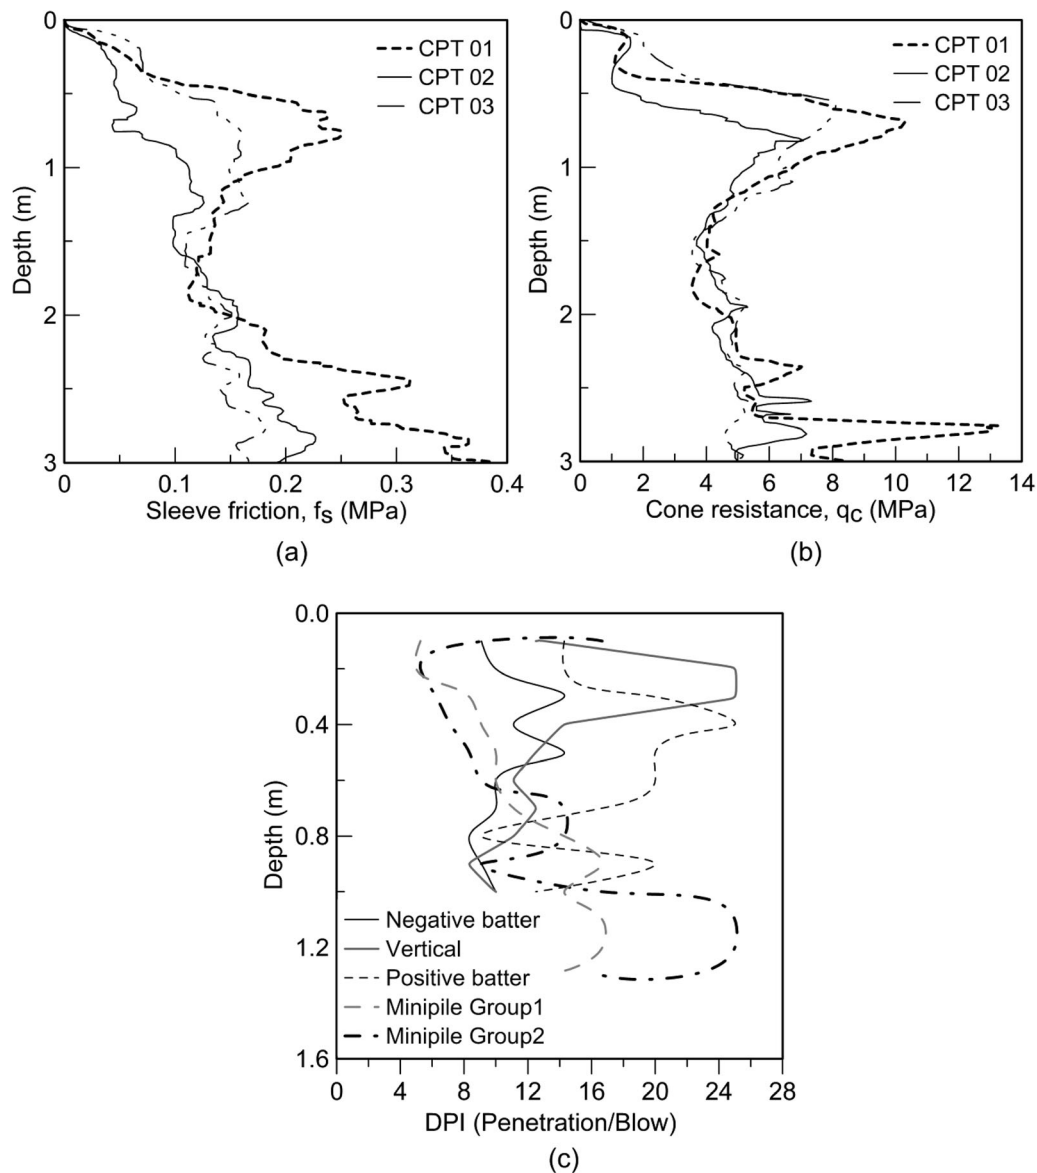 0
CPT 01
CPT 02
CPT 03
1
Depth (m)
2
3
0 0.1 0.2 0.3 0.4
Sleeve friction, fs (MPa)
(a)
0
CPT 01
CPT 02
CPT 03
1
Depth (m)
2
3
0 2 4 6 8 10 12 14
Cone resistance, qc (MPa)
(b)
0.0
0.4
Depth (m)
0.8
1.2
1.6
Negative batter
Vertical
Positive batter
Minipile Group1
Minipile Group2
0 4 8 12 16 20 24 28
DPI (Penetration/Blow)
(c)